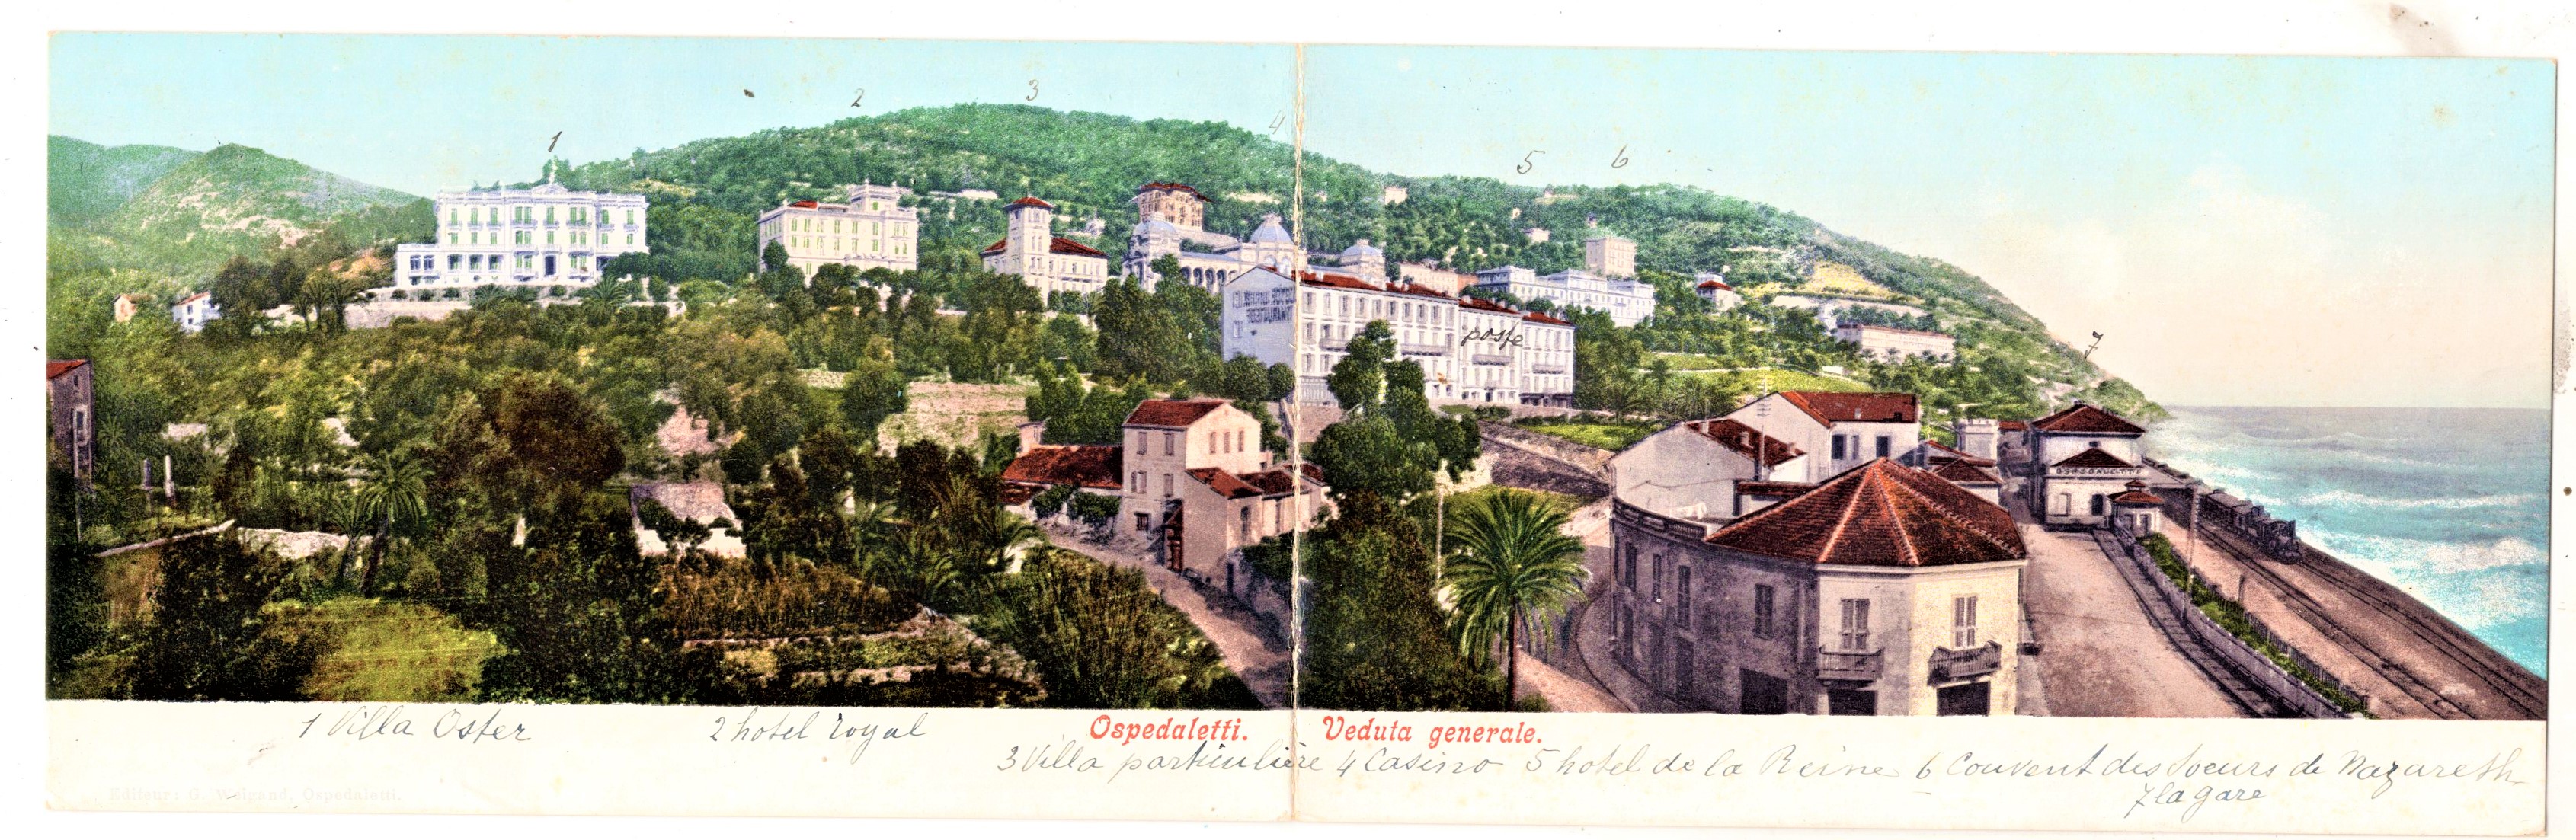 1
2
3
4
5
6
RESTAURANT
poste
7
OSPEDALETTI
Ospedaletti. Veduta generale.
1 Villa Oster 2 hotel royal
3 Villa particulière 4 Casino 5 hotel de la Reine 6 Couvent des Soeurs de Nazareth
7 la gare
Editeur: G. Weigand, Ospedaletti.